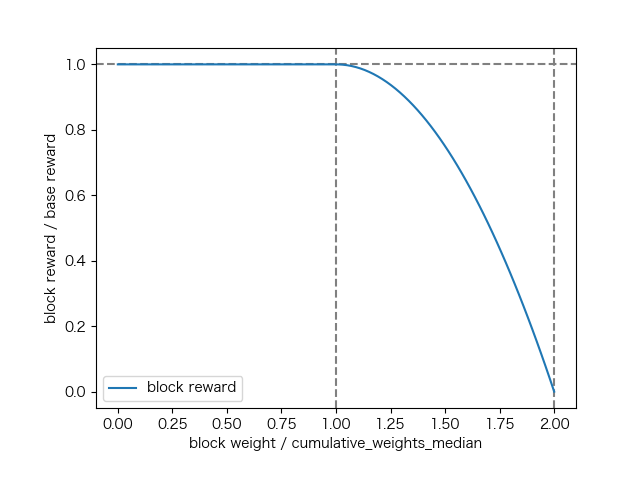 1.0
0.8
0.6
0.4
0.2
0.0
block reward / base reward
block reward
0.00 0.25 0.50 0.75 1.00 1.25 1.50 1.75 2.00
block weight / cumulative_weights_median